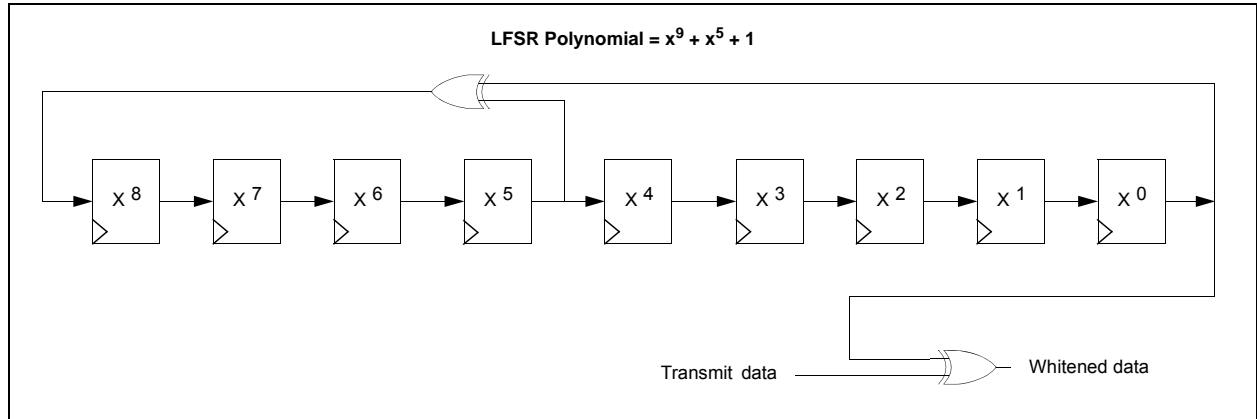 LFSR Polynomial = x⁹ + x⁵ + 1
X⁸ X⁷ X⁶ X⁵ X⁴ X³ X² X¹ X⁰
Transmit data
Whitened data